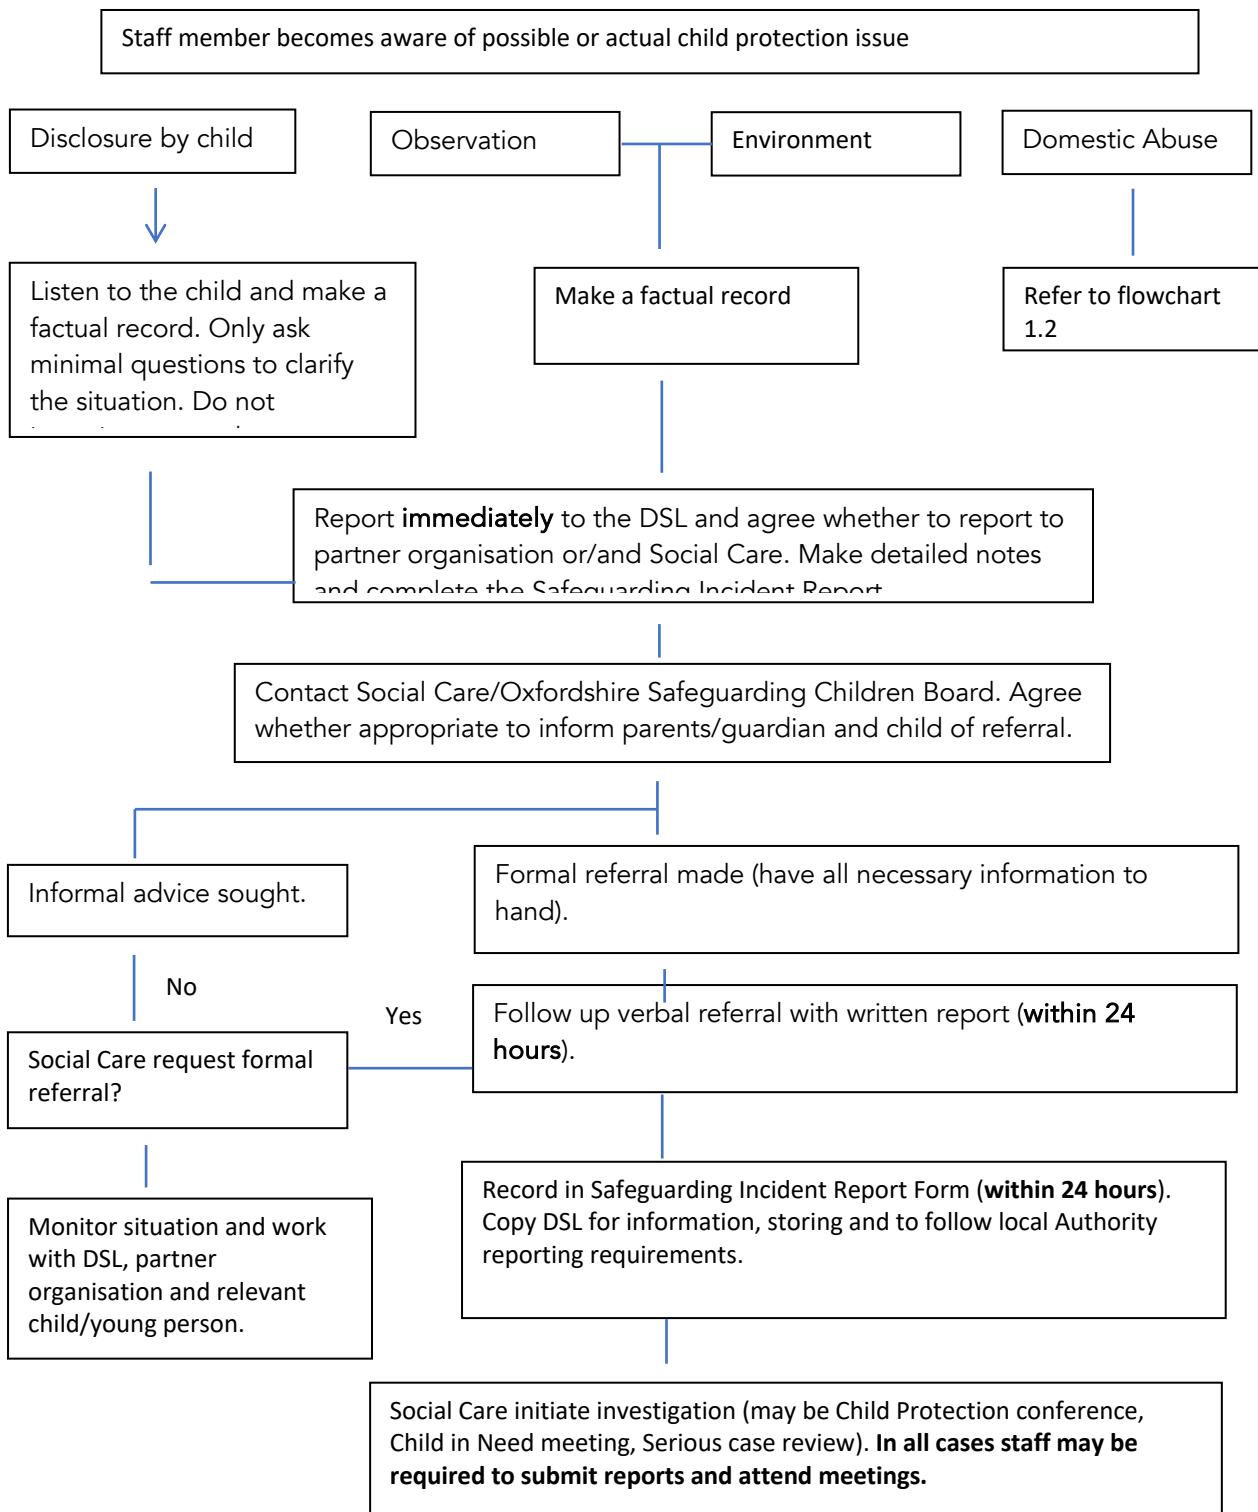 Staff member becomes aware of possible or actual child protection issue
Disclosure by child
Observation
Environment
Domestic Abuse
Listen to the child and make a
factual record. Only ask
minimal questions to clarify
the situation. Do not
Make a factual record
Refer to flowchart
1.2
Report immediately to the DSL and agree whether to report to
partner organisation or/and Social Care. Make detailed notes
and complete the Safeguarding Incident Report
Contact Social Care/Oxfordshire Safeguarding Children Board. Agree
whether appropriate to inform parents/guardian and child of referral.
Informal advice sought.
Formal referral made (have all necessary information to
hand).
No
Yes
Follow up verbal referral with written report (within 24
hours).
Social Care request formal
referral?
Record in Safeguarding Incident Report Form (within 24 hours).
Copy DSL for information, storing and to follow local Authority
reporting requirements.
Monitor situation and work
with DSL, partner
organisation and relevant
child/young person.
Social Care initiate investigation (may be Child Protection conference,
Child in Need meeting, Serious case review). In all cases staff may be
required to submit reports and attend meetings.